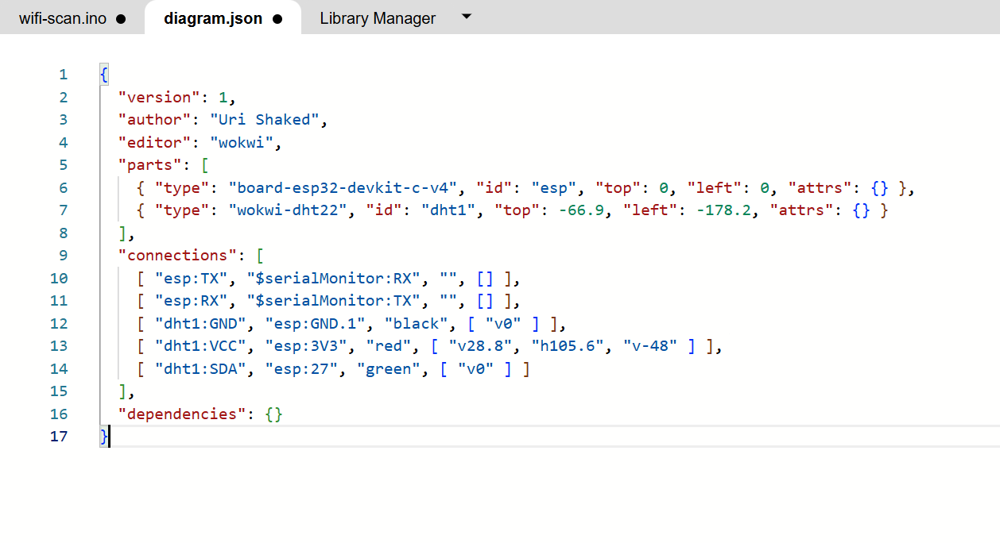 wifi-scan.ino ● diagram.json ● Library Manager ▼
1 {
2   "version": 1,
3   "author": "Uri Shaked",
4   "editor": "wokwi",
5   "parts": [
6     { "type": "board-esp32-devkit-c-v4", "id": "esp", "top": 0, "left": 0, "attrs": {} },
7     { "type": "wokwi-dht22", "id": "dht1", "top": -66.9, "left": -178.2, "attrs": {} }
8   ],
9   "connections": [
10     [ "esp:TX", "$serialMonitor:RX", "", [] ],
11     [ "esp:RX", "$serialMonitor:TX", "", [] ],
12     [ "dht1:GND", "esp:GND.1", "black", [ "v0" ] ],
13     [ "dht1:VCC", "esp:3V3", "red", [ "v28.8", "h105.6", "v-48" ] ],
14     [ "dht1:SDA", "esp:27", "green", [ "v0" ] ]
15   ],
16   "dependencies": {}
17 }